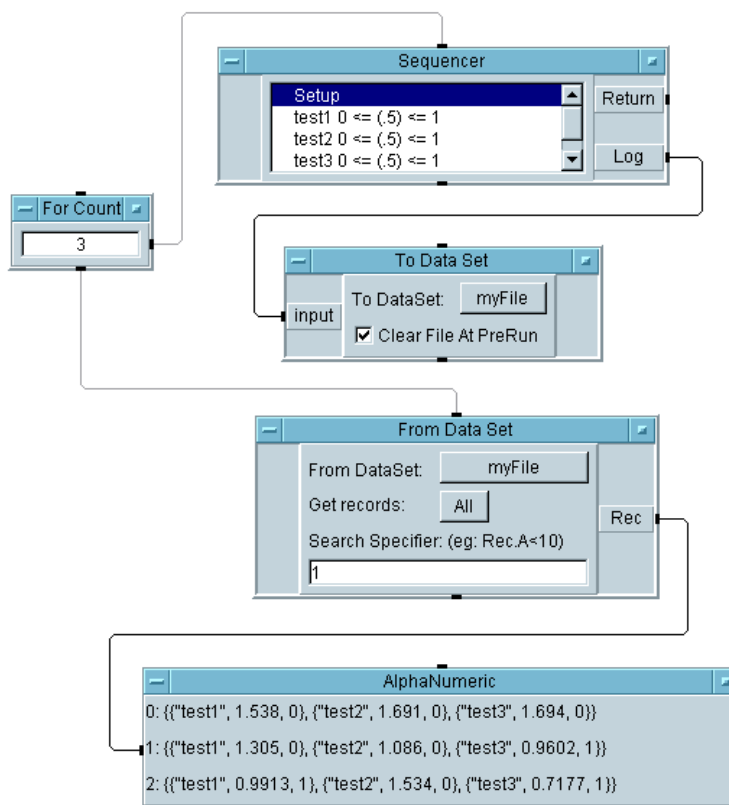 Sequencer
Setup
test1 0 <= (.5) <= 1
test2 0 <= (.5) <= 1
test3 0 <= (.5) <= 1
Return
Log
For Count
3
To Data Set
input
To DataSet: myFile
Clear File At PreRun
From Data Set
From DataSet: myFile
Get records: All
Search Specifier: (eg: Rec.A<10)
1
Rec
AlphaNumeric
0: {{"test1", 1.538, 0}, {"test2", 1.691, 0}, {"test3", 1.694, 0}}
1: {{"test1", 1.305, 0}, {"test2", 1.086, 0}, {"test3", 0.9602, 1}}
2: {{"test1", 0.9913, 1}, {"test2", 1.534, 0}, {"test3", 0.7177, 1}}